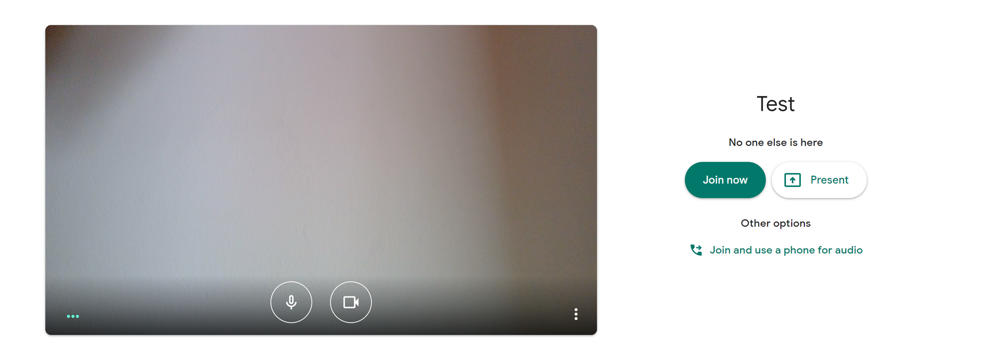 Test
No one else is here
Join now
Present
Other options
Join and use a phone for audio